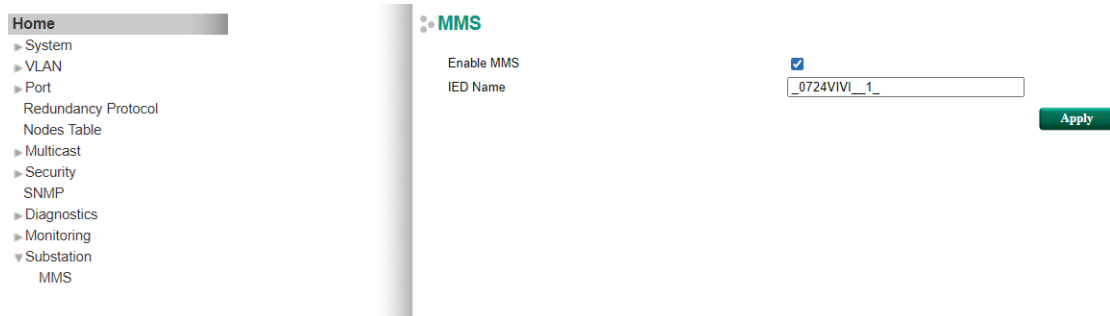 Home
System
VLAN
Port
Redundancy Protocol
Nodes Table
Multicast
Security
SNMP
Diagnostics
Monitoring
Substation
MMS
MMS
Enable MMS
IED Name
_0724VIVI__1_
Apply